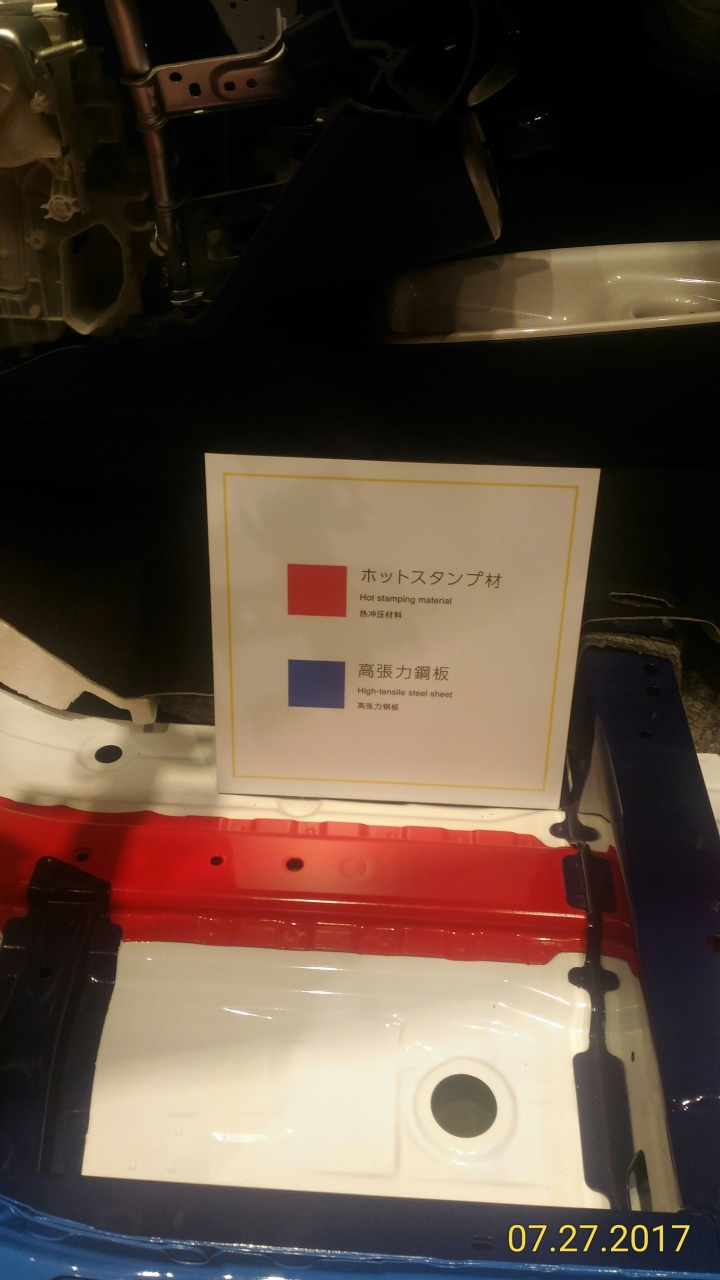 ホットスタンプ材
Hot stamping material
热冲压材料
高張力鋼板
High-tensile steel sheet
高张力钢板
07.27.2017